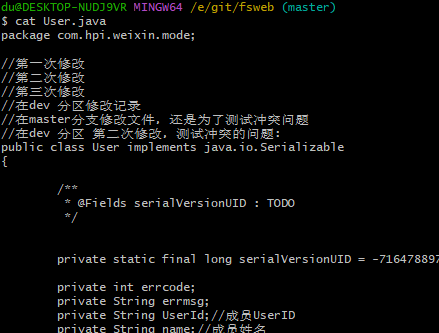 du@DESKTOP-NUDJ9VR MINGW64 /e/git/fsweb (master)
$ cat User.java
package com.hpi.weixin.mode;
//第一次修改
//第二次修改
//第三次修改
//在dev 分区修改记录
//在master分支修改文件，还是为了测试冲突问题
//在dev 分区 第二次修改，测试冲突的问题:
public class User implements java.io.Serializable
{
/**
* @Fields serialVersionUID : TODO
*/
private static final long serialVersionUID = -716478897
private int errcode;
private String errmsg;
private String UserId;//成员UserID
private String name;//成员姓名